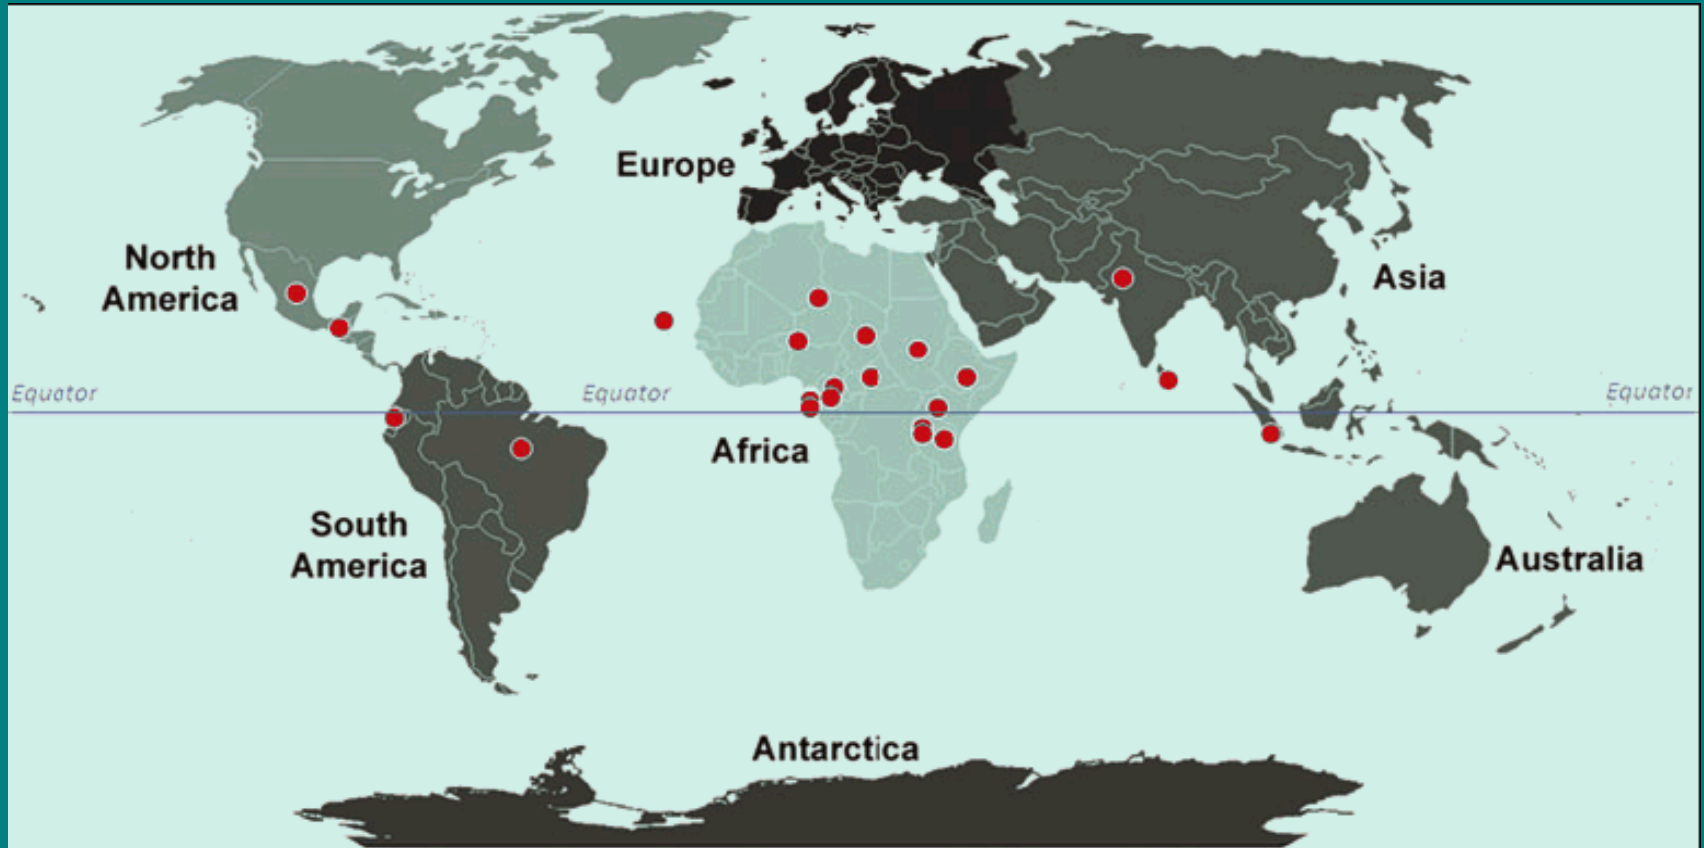 Europe
North
America
Asia
Equator
Equator
Equator
Africa
South
America
Australia
Antarctica